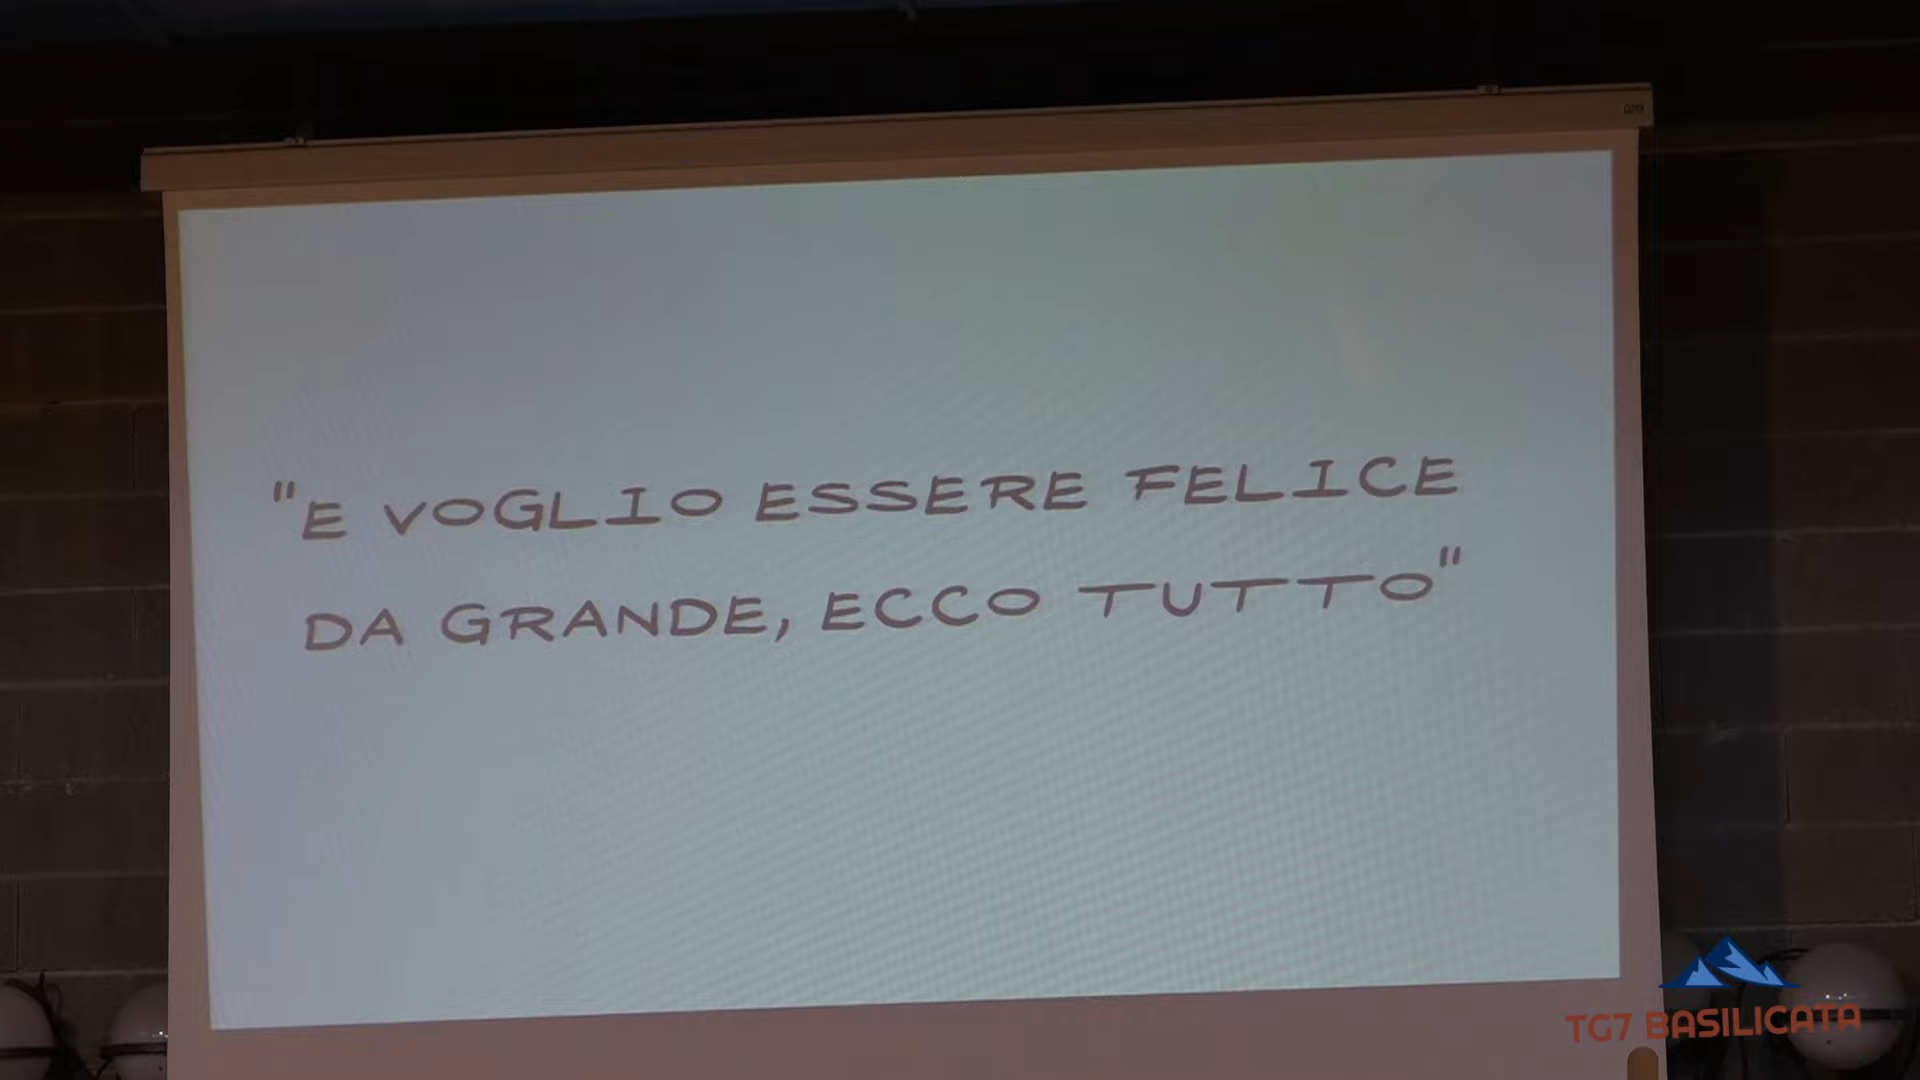 "E VOGLIO ESSERE FELICE
DA GRANDE, ECCO TUTTO"
TG7 BASILICATA